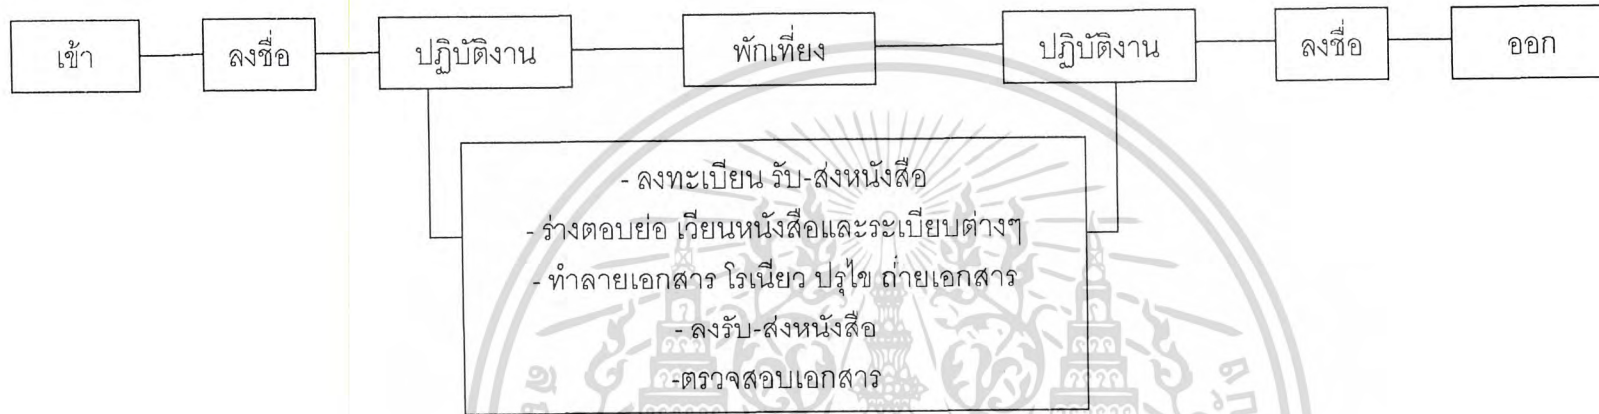 เข้า
ลงชื่อ
ปฏิบัติงาน
พักเที่ยง
ปฏิบัติงาน
ลงชื่อ
ออก
- ลงทะเบียน รับ-ส่งหนังสือ
- ร่างตอบย่อ เวียนหนังสือและระเบียบต่างๆ
- ทำลายเอกสาร โรเนียว ปรุไข ถ่ายเอกสาร
- ลงรับ-ส่งหนังสือ
-ตรวจสอบเอกสาร